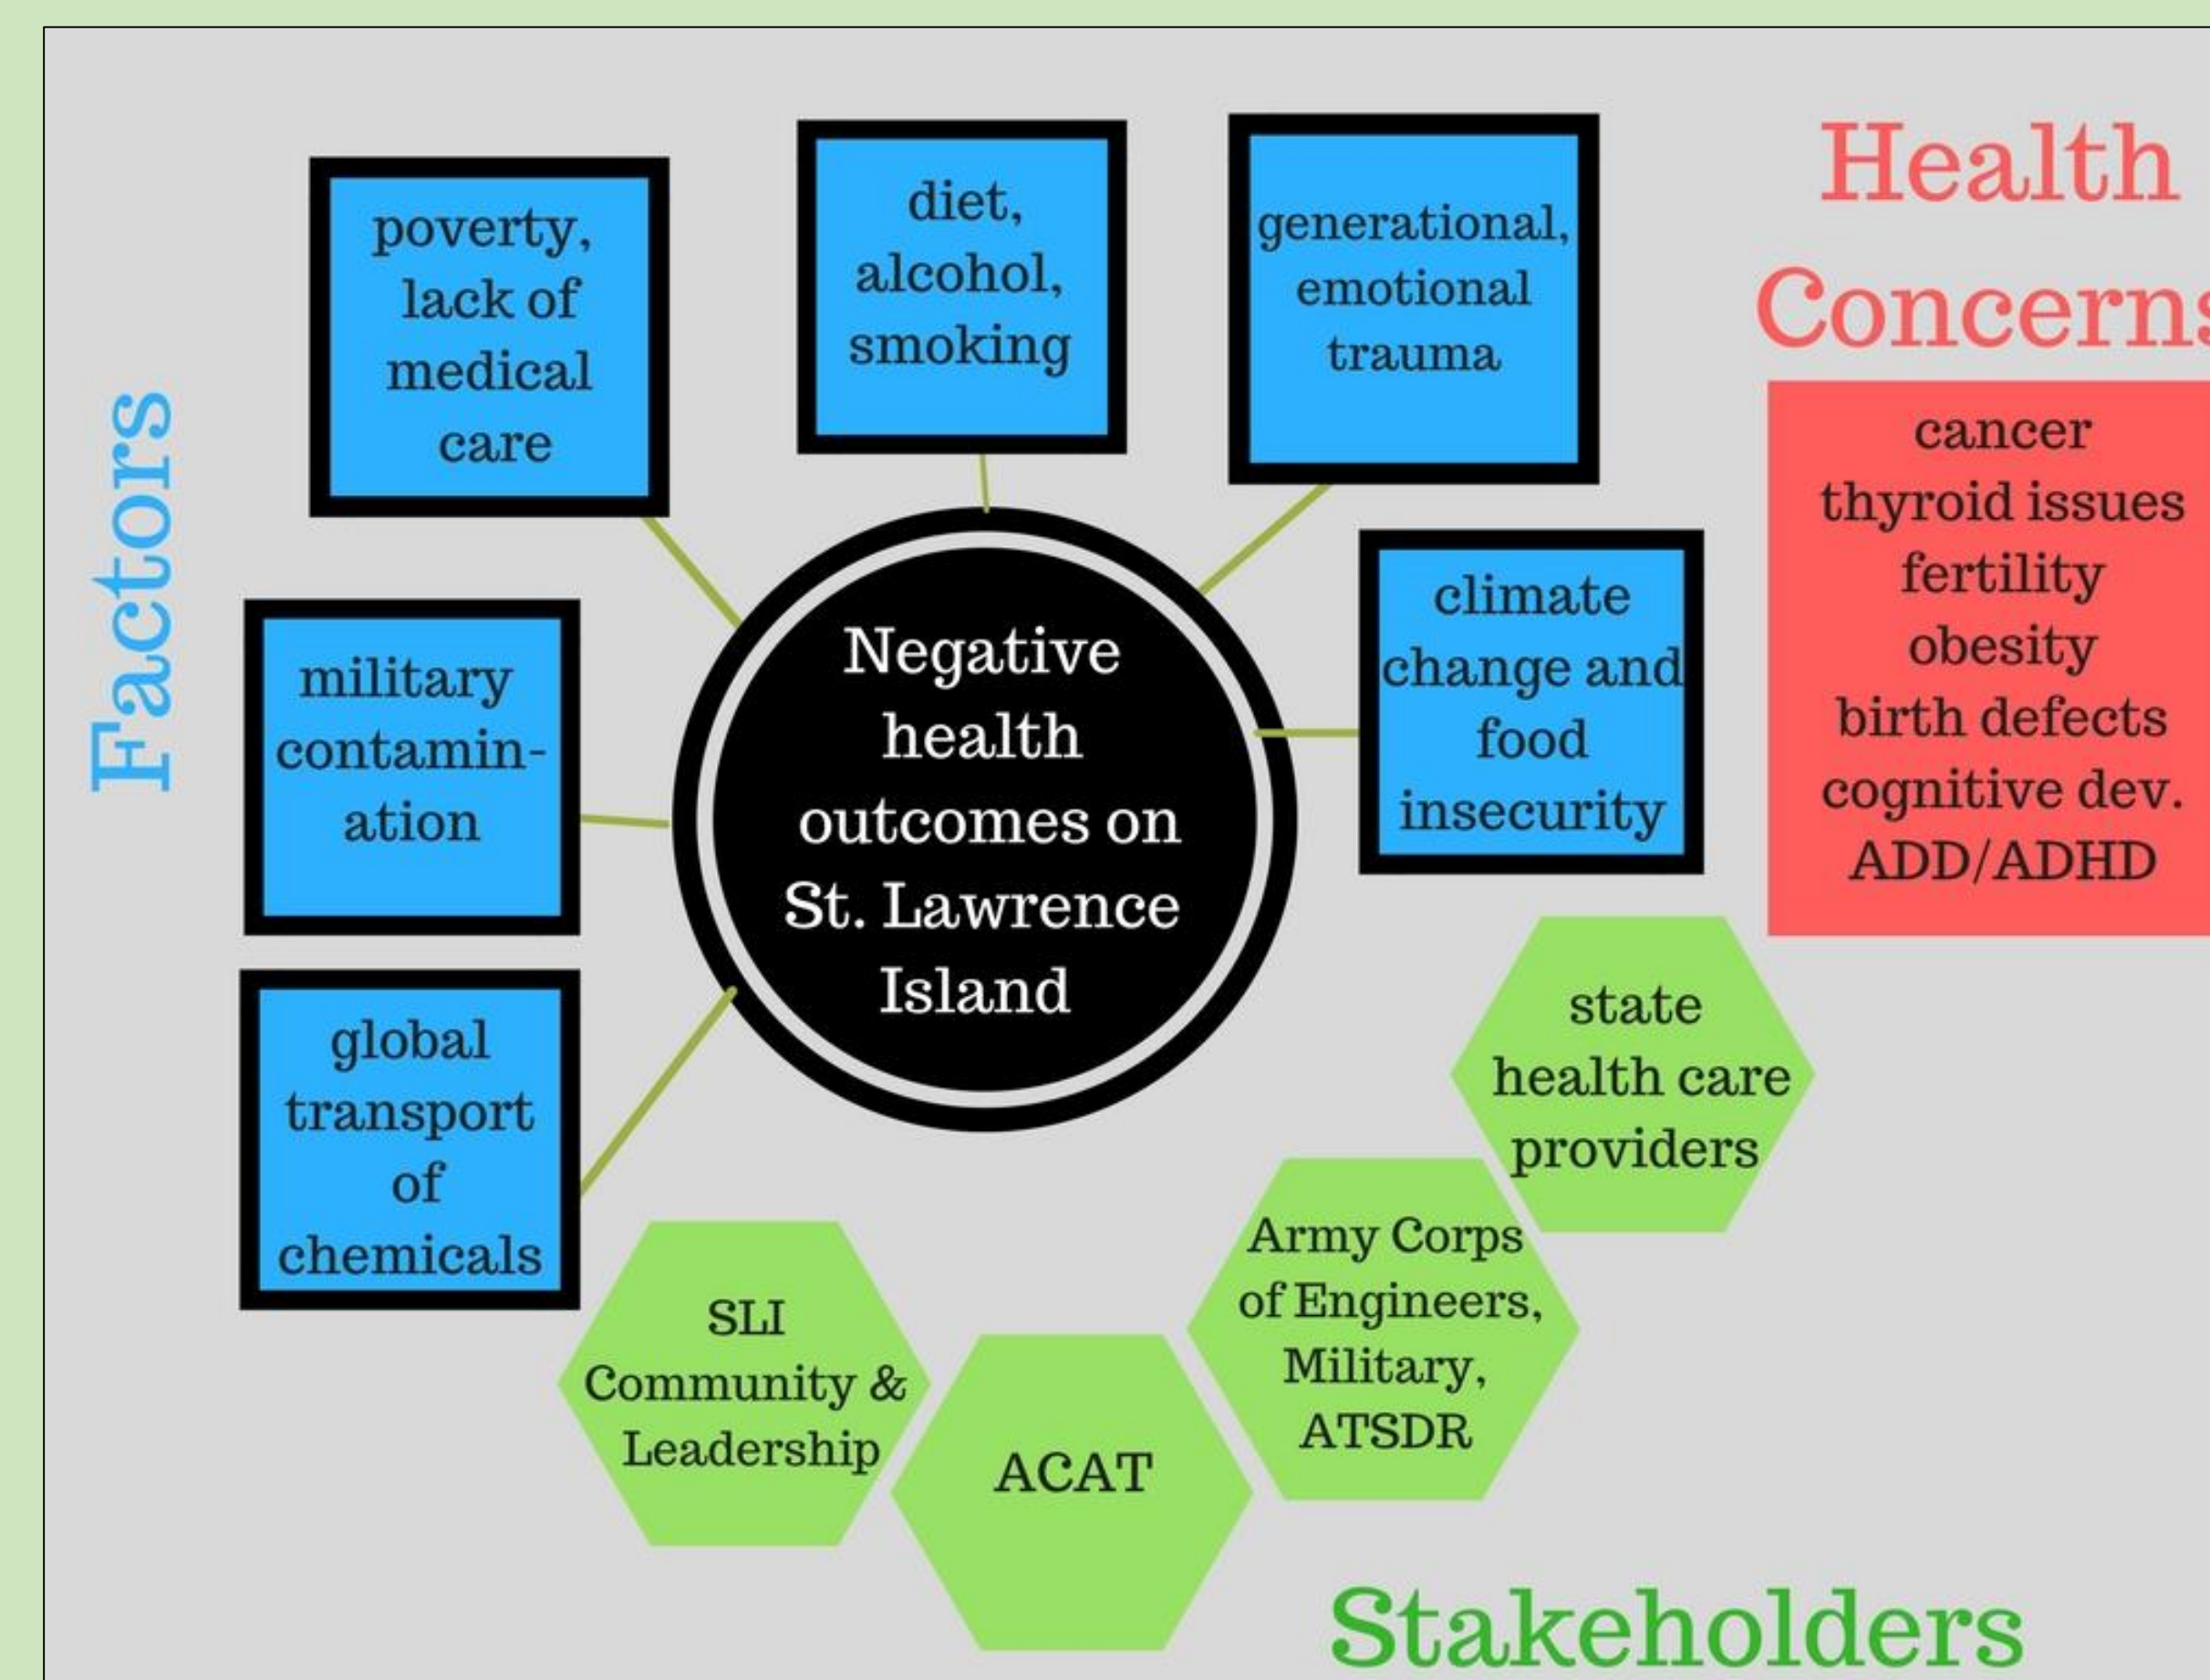 Factors
poverty,
lack of
medical
care
diet,
alcohol,
smoking
generational,
emotional
trauma
Health
Concerns
military
contamin-
ation
Negative
health
outcomes on
St. Lawrence
Island
climate
change and
food
insecurity
cancer
thyroid issues
fertility
obesity
birth defects
cognitive dev.
ADD/ADHD
global
transport
of
chemicals
SLI
Community &
Leadership
ACAT
Army Corps
of Engineers,
Military,
ATSDR
state
health care
providers
Stakeholders